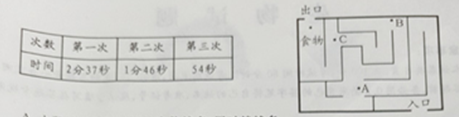 次数 第一次 第二次 第三次
时间 2分37秒 1分46秒 54秒
出口
食物
B
C
A
入口